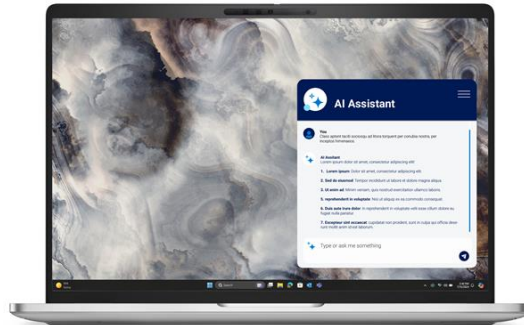 AI Assistant
You
Class aptent taciti sociosqu ad litora torquent per conubia nostra, per
inceptos himenaeos.
AI Assitant
Lorem ipsum dolor sit amet, consectetur adipiscing elit:
1. Lorem ipsum: Dolor sit amet, consectetur adipiscing elit.
2. Sed do eiusmod: Tempor incididunt ut labore et dolore magna aliqua.
3. Ut enim ad: Minim veniam, quis nostrud exercitation ullamco laboris.
5. reprehenderit in voluptate: Nisi ut aliquip ex ea commodo consequat.
6. Duis aute irure dolor: In reprehenderit in voluptate velit esse cillum dolore eu
fugiat nulla pariatur.
7. Excepteur sint occaecat: cupidatat non proident, sunt in culpa qui officia deserunt
mollit anim id est laborum.
Type or ask me something
Search